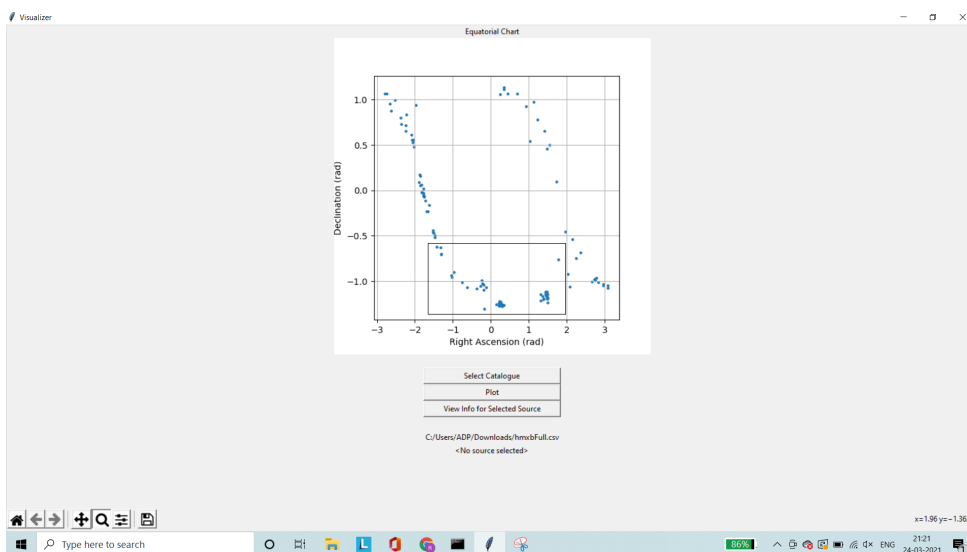 Visualizer
Equatorial Chart
1.0
0.5
0.0
−0.5
−1.0
Declination (rad)
−3 −2 −1 0 1 2 3
Right Ascension (rad)
Select Catalogue
Plot
View Info for Selected Source
C:/Users/ADP/Downloads/hmxbFull.csv
<No source selected>
x=1.96 y=−1.36
Type here to search
86%
ENG
21:21
24-03-2021